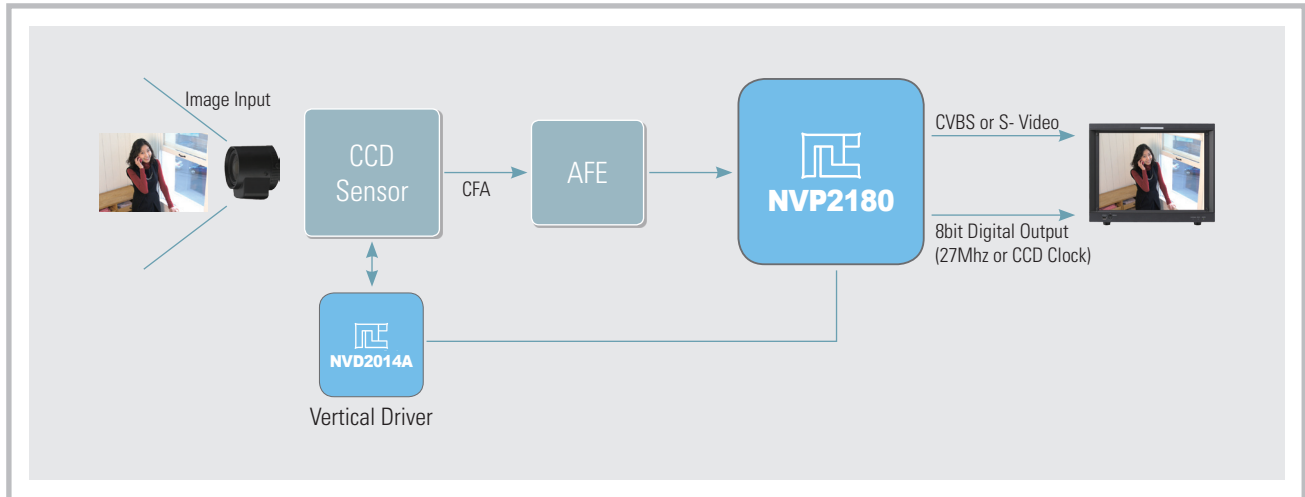 Image Input
CCD
Sensor
CFA
AFE
NVP2180
CVBS or S- Video
8bit Digital Output
(27Mhz or CCD Clock)
NVD2014A
Vertical Driver